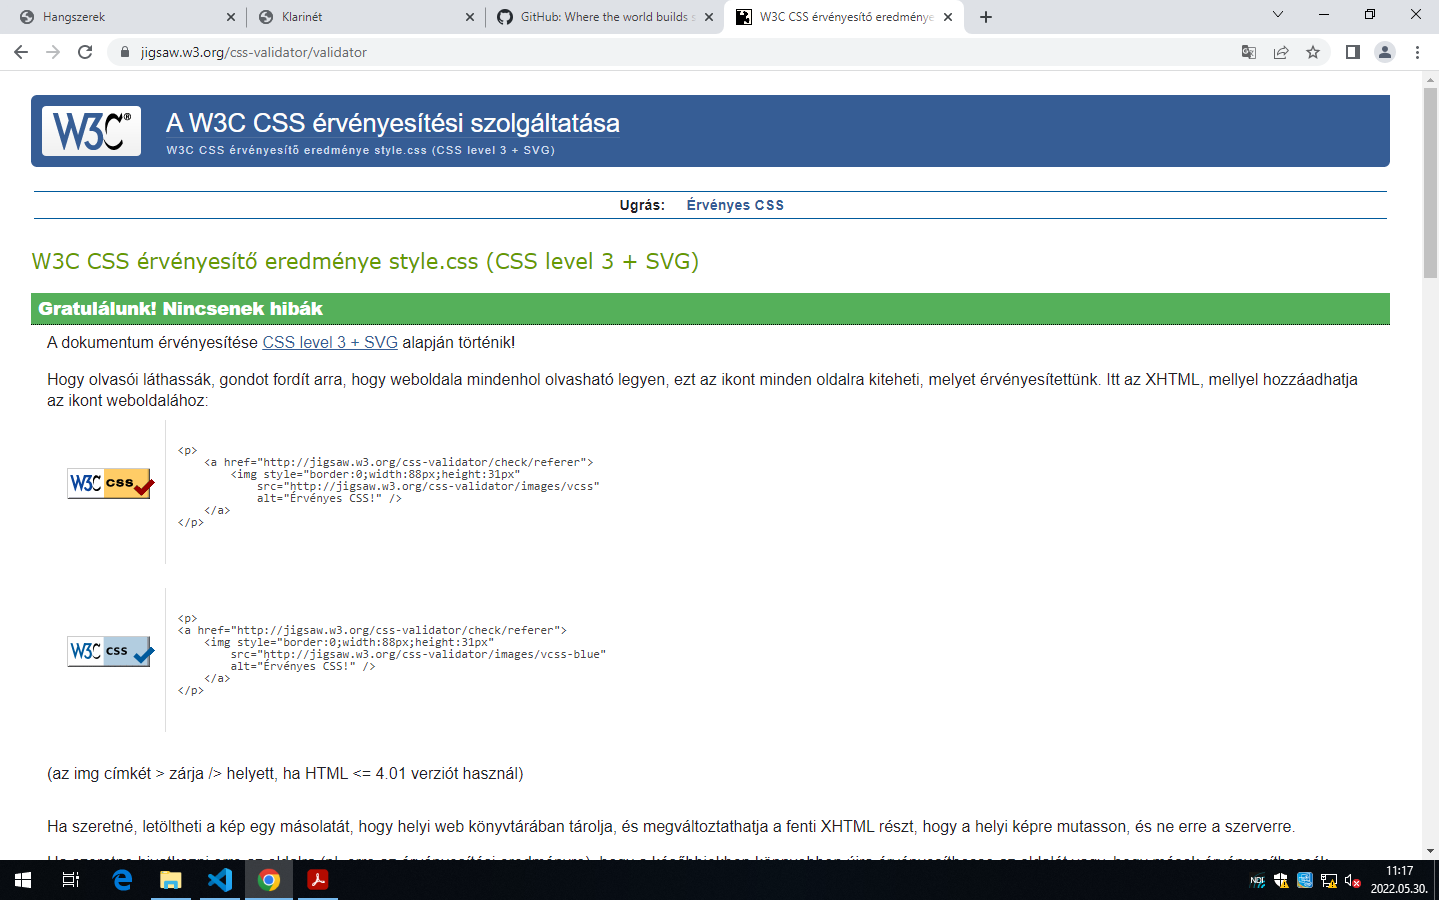 Hangszerek
Klarinét
GitHub: Where the world builds s
W3C CSS érvényesítő eredménye
jigsaw.w3.org/css-validator/validator
W3C®
A W3C CSS érvényesítési szolgáltatása
W3C CSS érvényesítő eredménye style.css (CSS level 3 + SVG)
Ugrás: Érvényes CSS
W3C CSS érvényesítő eredménye style.css (CSS level 3 + SVG)
Gratulálunk! Nincsenek hibák
A dokumentum érvényesítése CSS level 3 + SVG alapján történik!
Hogy olvasói láthassák, gondot fordít arra, hogy weboldala mindenhol olvasható legyen, ezt az ikont minden oldalra kiteheti, melyet érvényesítettünk. Itt az XHTML, mellyel hozzáadhatja
az ikont weboldalához:
W3C css
<p>
<a href="http://jigsaw.w3.org/css-validator/check/referer">
<img style="border:0;width:88px;height:31px"
src="http://jigsaw.w3.org/css-validator/images/vcss"
alt="Érvényes CSS!" />
</a>
</p>
W3C css
<p>
<a href="http://jigsaw.w3.org/css-validator/check/referer">
<img style="border:0;width:88px;height:31px"
src="http://jigsaw.w3.org/css-validator/images/vcss-blue"
alt="Érvényes CSS!" />
</a>
</p>
(az img címkét > zárja /> helyett, ha HTML <= 4.01 verziót használ)
Ha szeretné, letöltheti a kép egy másolatát, hogy helyi web könyvtárában tárolja, és megváltoztathatja a fenti XHTML részt, hogy a helyi képre mutasson, és ne erre a szerverre.
NDI
11:17
2022.05.30.